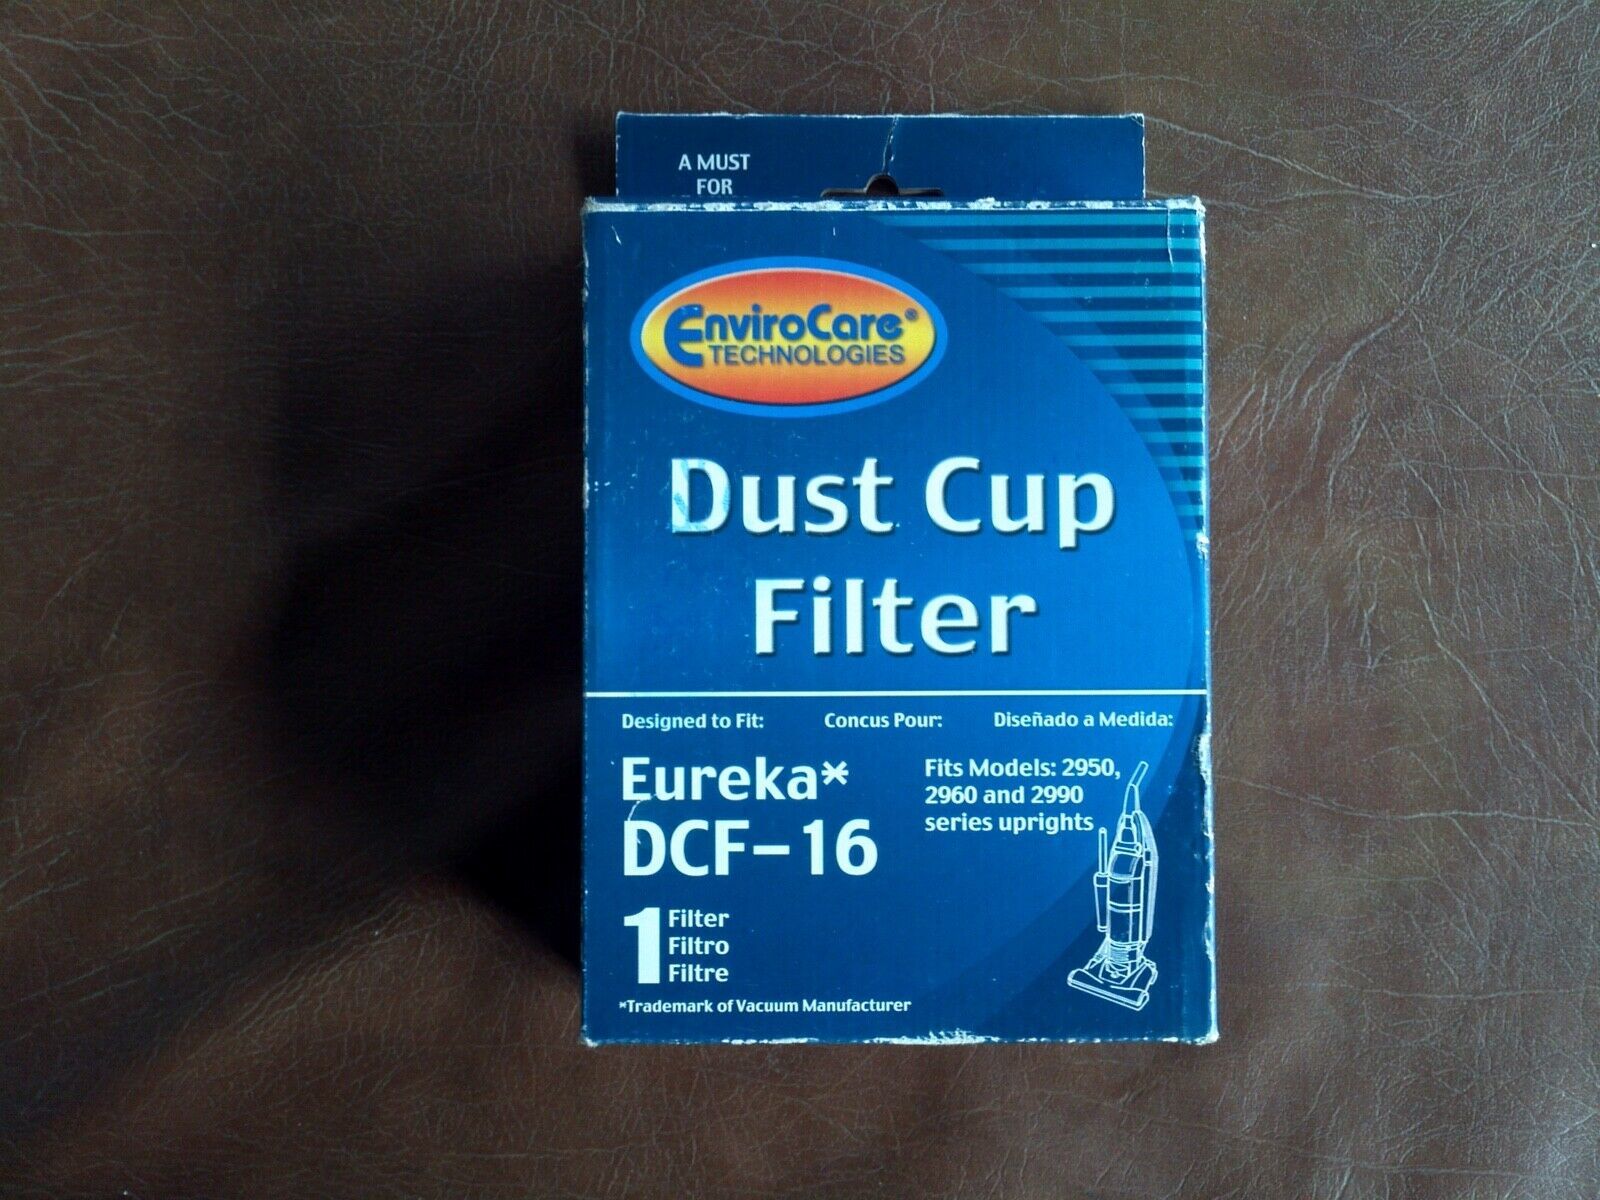 A MUST
FOR
EnviroCare®
TECHNOLOGIES
Dust Cup
Filter
Designed to Fit: Concus Pour: Diseñado a Medida:
Eureka*
DCF-16
Fits Models: 2950,
2960 and 2990
series uprights
1 Filter
Filtro
Filtre
*Trademark of Vacuum Manufacturer